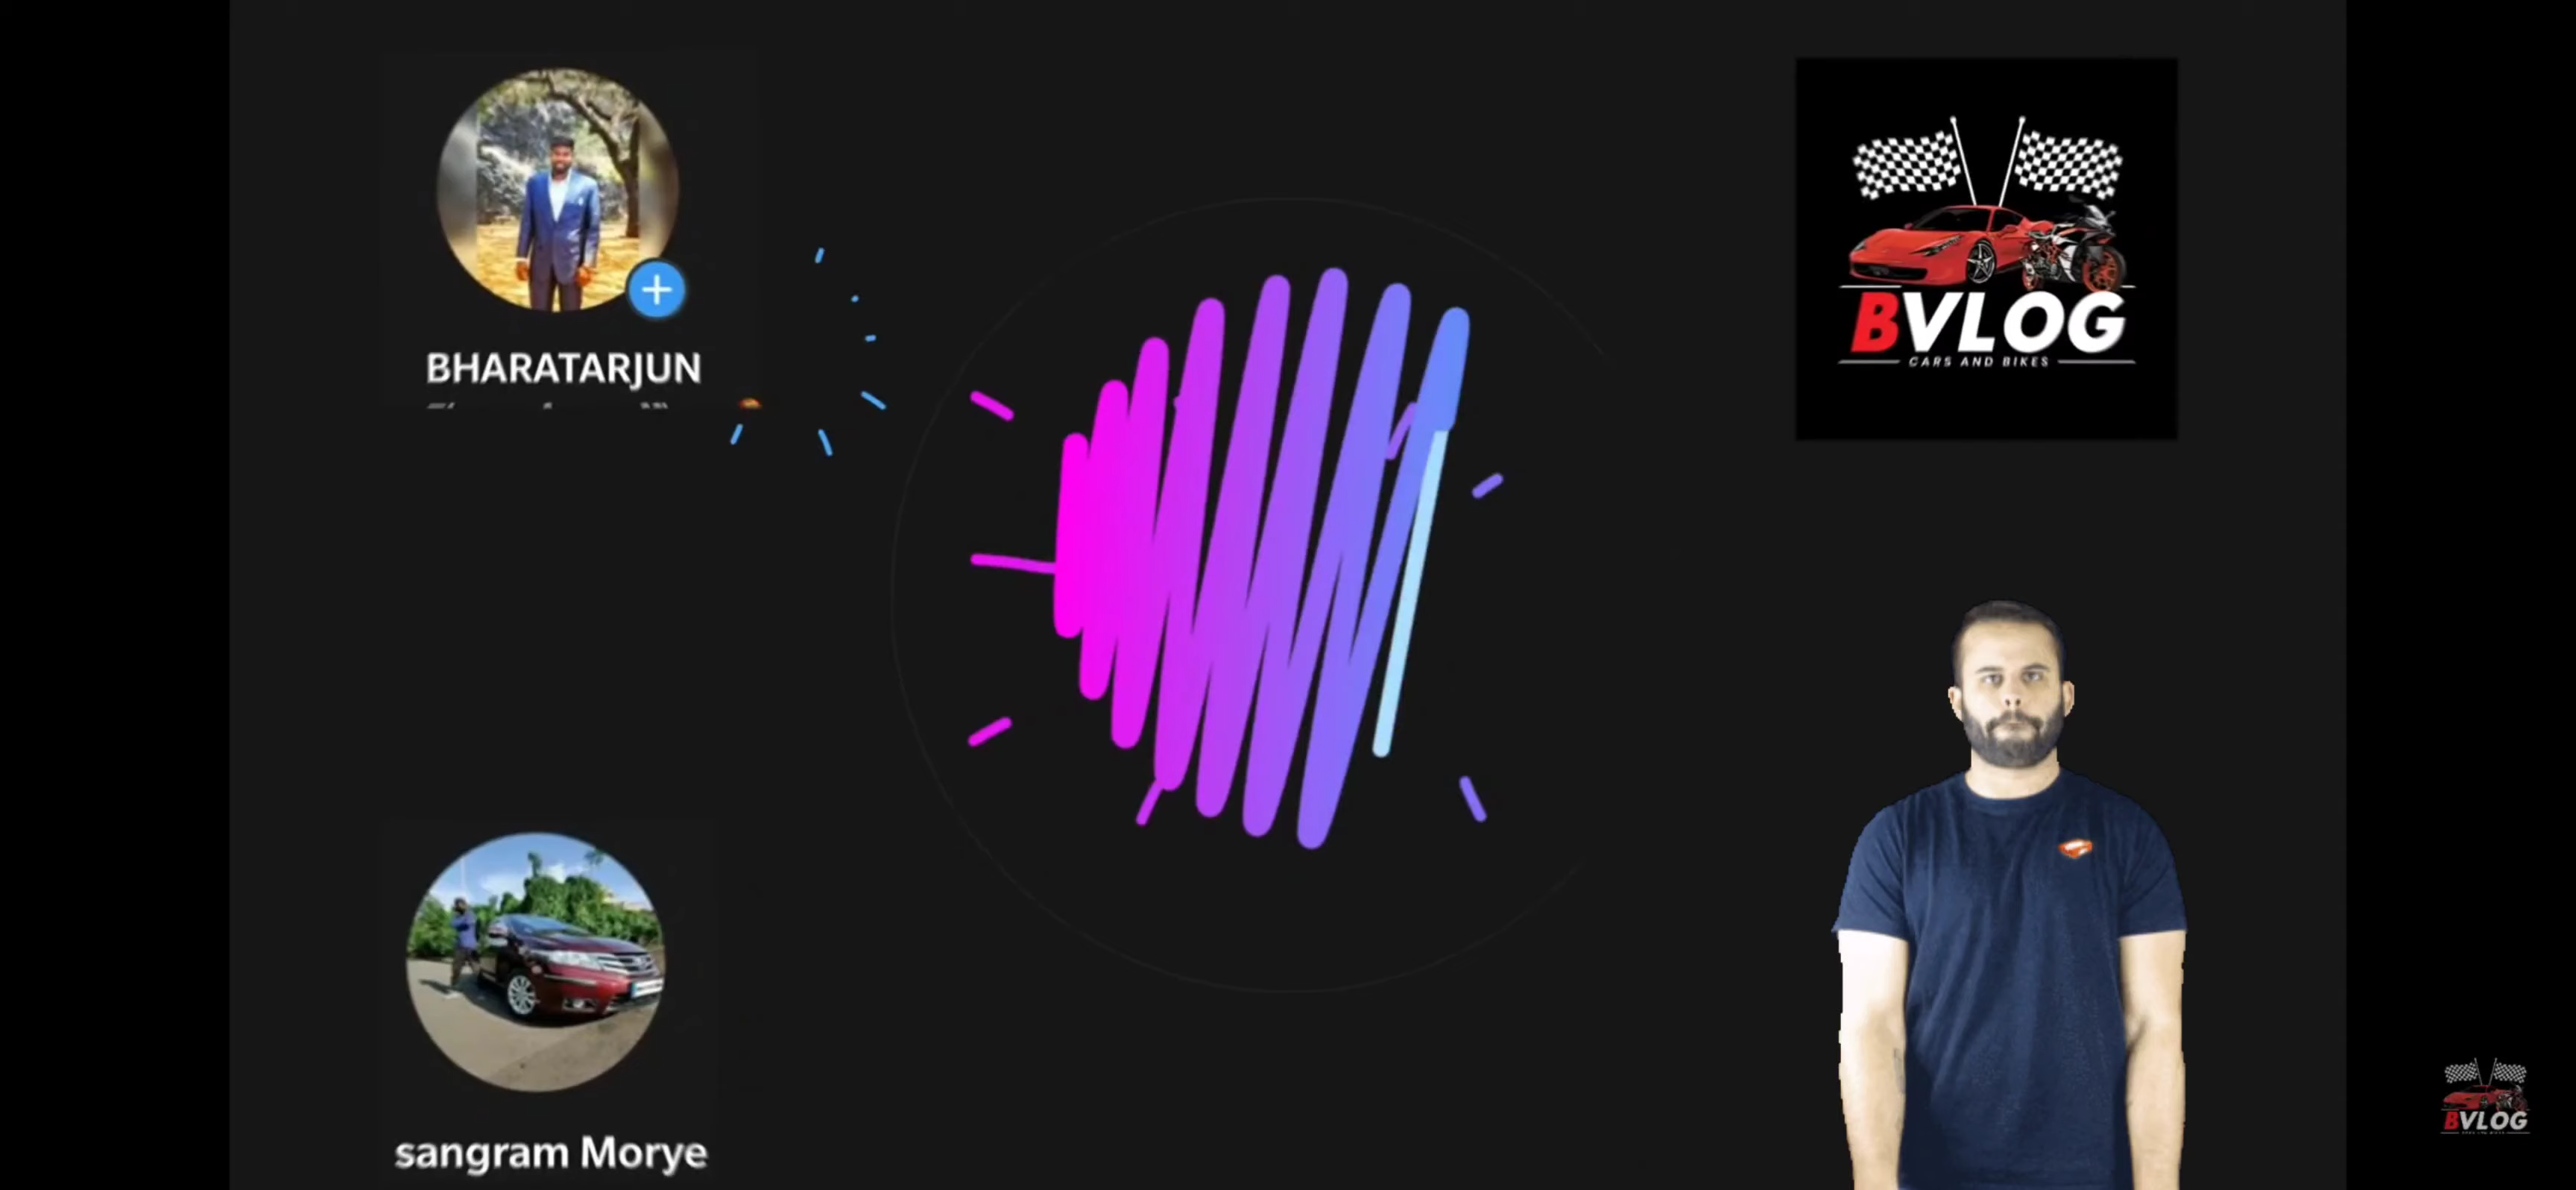 BHARATARJUN
BVLOG
CARS AND BIKES
sangram Morye
BVLOG